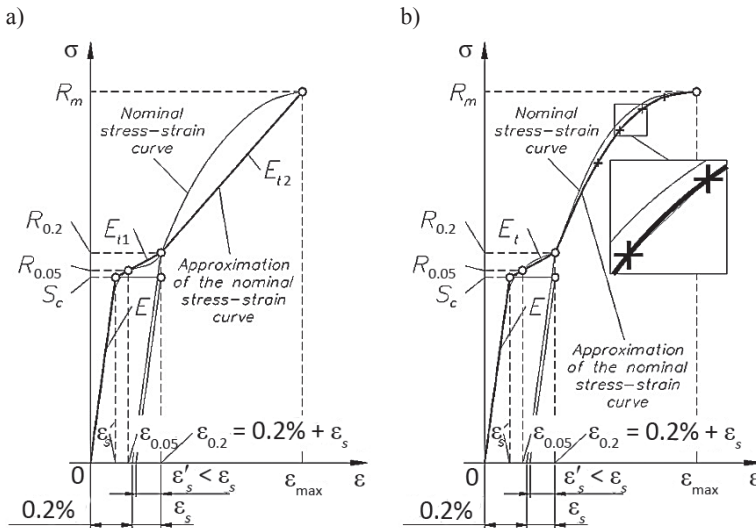 a)
σ
R_m
Nominal
stress-strain
curve
E_t2
R_0.2
E_t1
R_0.05
S_c
E
Approximation
of the nominal
stress-strain
curve
ε_s'
ε_0.05
ε_0.2 = 0.2% + ε_s
0
ε_s' < ε_s
ε_max
ε
0.2%
ε_s
b)
σ
R_m
Nominal
stress-strain
curve
R_0.2
E_t
R_0.05
S_c
E
Approximation
of the nominal
stress-strain
curve
ε_s'
ε_0.05
ε_0.2 = 0.2% + ε_s
0
ε_s' < ε_s
ε_max
ε
0.2%
ε_s